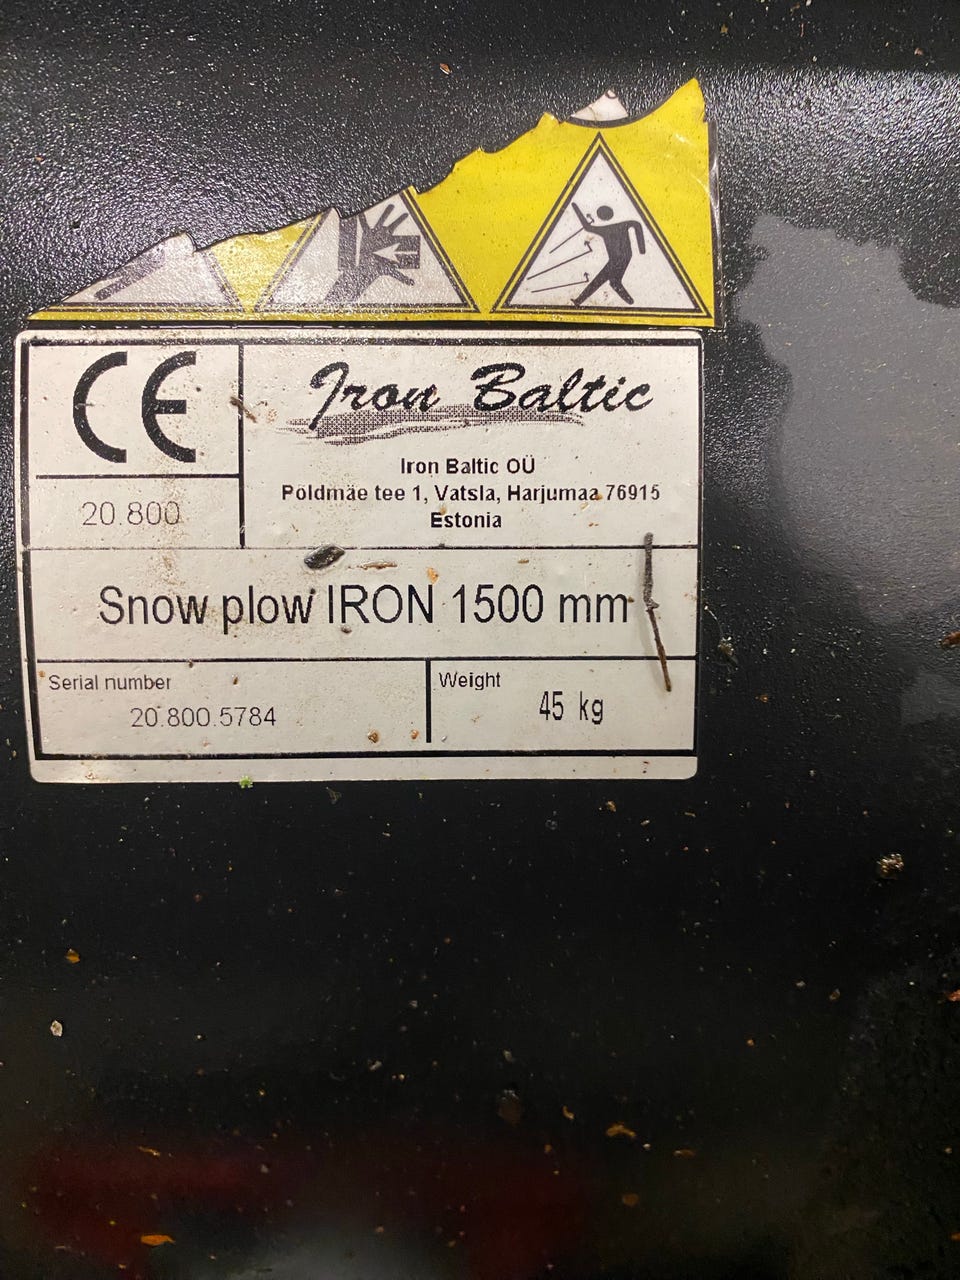 CE
Iron Baltic
Iron Baltic OÜ
Põldmäe tee 1, Vatsla, Harjumaa 76915
Estonia
20.800
Snow plow IRON 1500 mm
Serial number
20.800.5784
Weight
45 kg